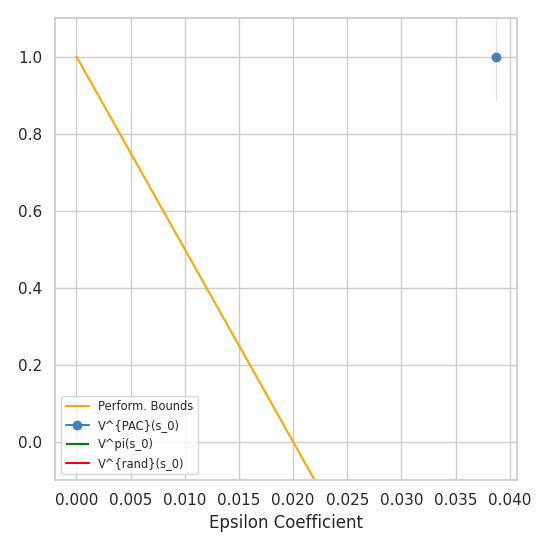 1.0
0.8
0.6
0.4
0.2
0.0
Perform. Bounds
V^{PAC}(s_0)
V^pi(s_0)
V^{rand}(s_0)
0.000 0.005 0.010 0.015 0.020 0.025 0.030 0.035 0.040
Epsilon Coefficient